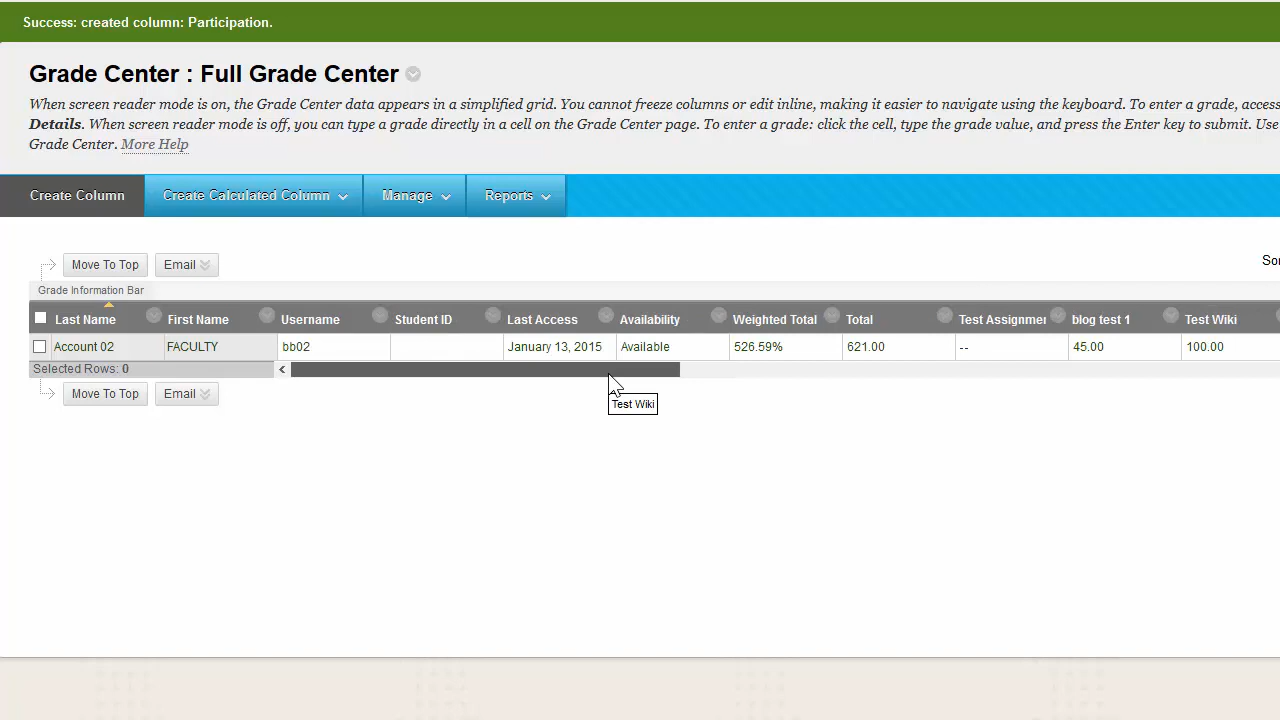 Success: created column: Participation.
Grade Center : Full Grade Center
When screen reader mode is on, the Grade Center data appears in a simplified grid. You cannot freeze columns or edit inline, making it easier to navigate using the keyboard. To enter a grade, access
Details. When screen reader mode is off, you can type a grade directly in a cell on the Grade Center page. To enter a grade: click the cell, type the grade value, and press the Enter key to submit. Use
Grade Center. More Help
Create Column Create Calculated Column Manage Reports
Move To Top Email Sor
Grade Information Bar
Last Name First Name Username Student ID Last Access Availability Weighted Total Total Test Assignmen blog test 1 Test Wiki
Account 02 FACULTY bb02 January 13, 2015 Available 526.59% 621.00 -- 45.00 100.00
Selected Rows: 0 <
Move To Top Email Test Wiki